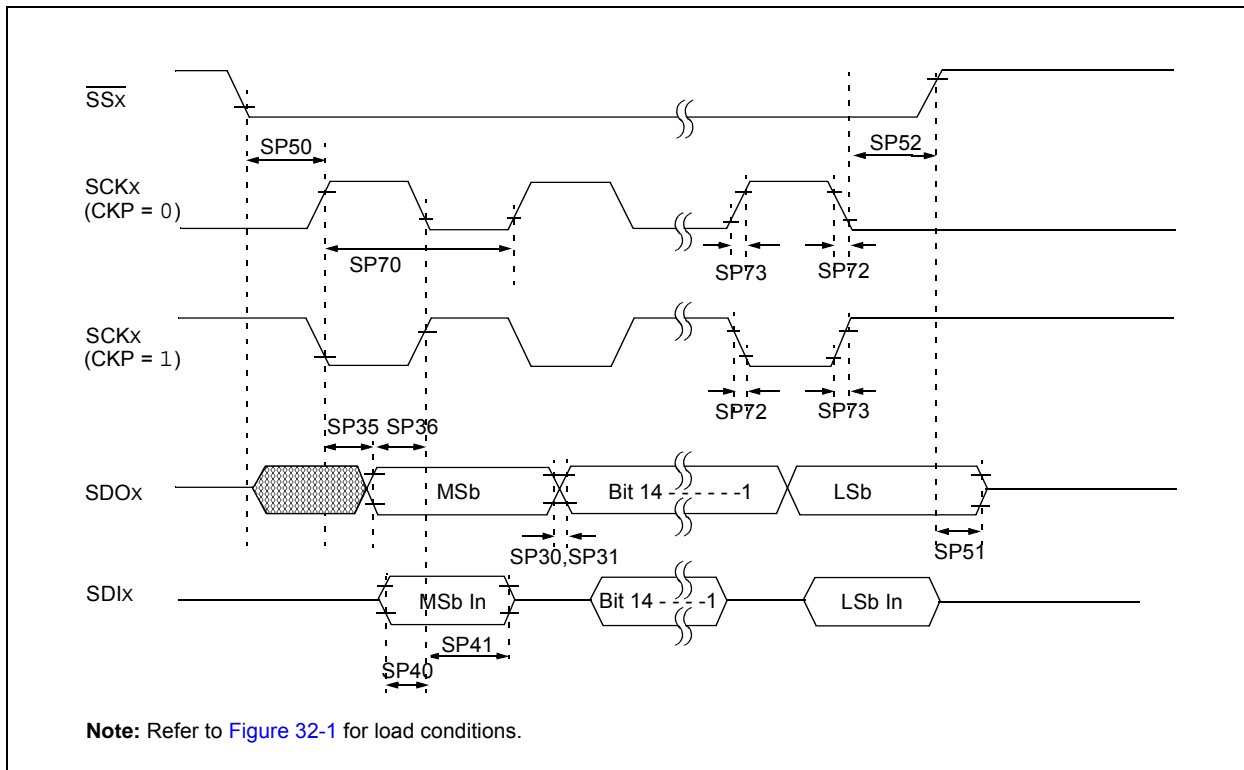 SSx
SP50
SP52
SCKx
(CKP = 0)
SP70
SP73
SP72
SCKx
(CKP = 1)
SP72
SP73
SP35
SP36
SDOx
MSb
Bit 14 - - - - - -1
LSb
SP30,SP31
SP51
SDIx
MSb In
Bit 14 - - - -1
LSb In
SP41
SP40
Note: Refer to Figure 32-1 for load conditions.